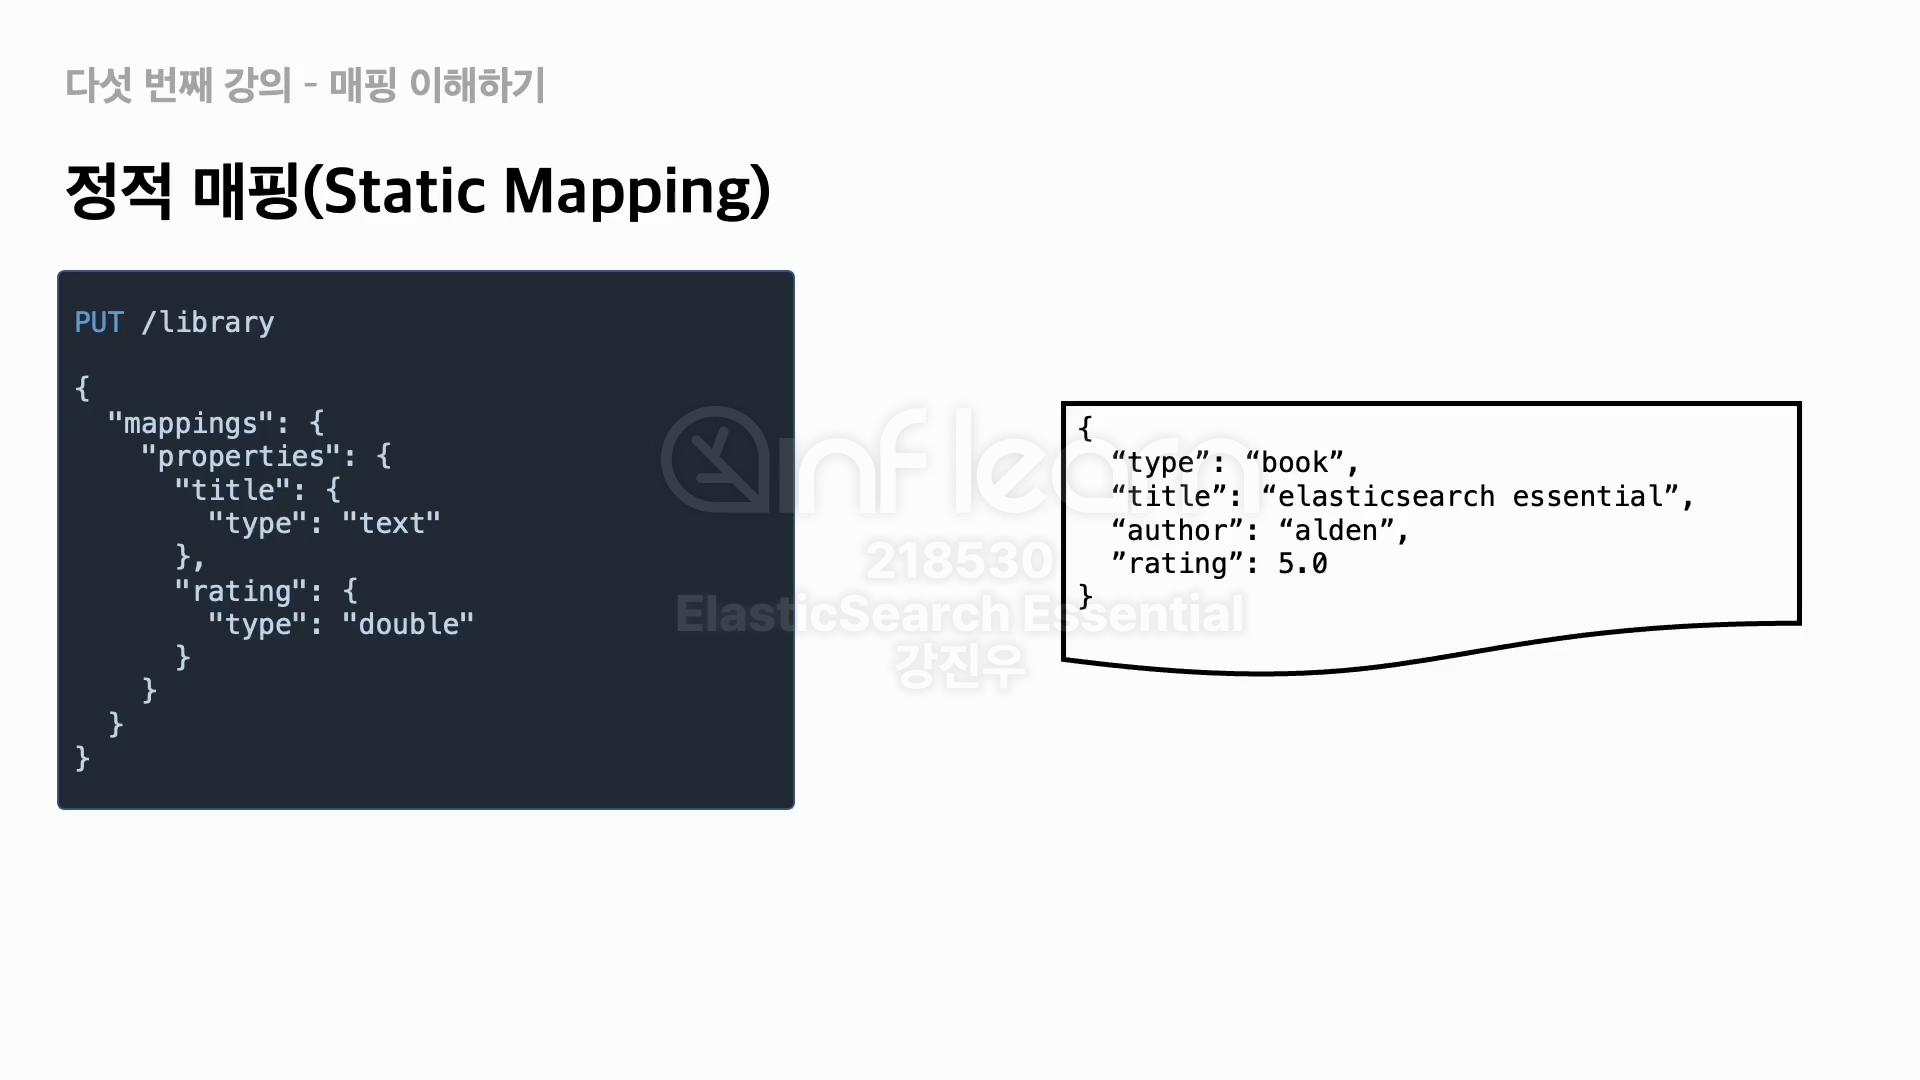 다섯 번째 강의 - 매핑 이해하기
정적 매핑(Static Mapping)
PUT /library
{
  "mappings": {
    "properties": {
      "title": {
        "type": "text"
      },
      "rating": {
        "type": "double"
      }
    }
  }
}
{
  “type”: “book”,
  “title”: “elasticsearch essential”,
  “author”: “alden”,
  ”rating”: 5.0
}
inflearn
218530
ElasticSearch Essential
강진우